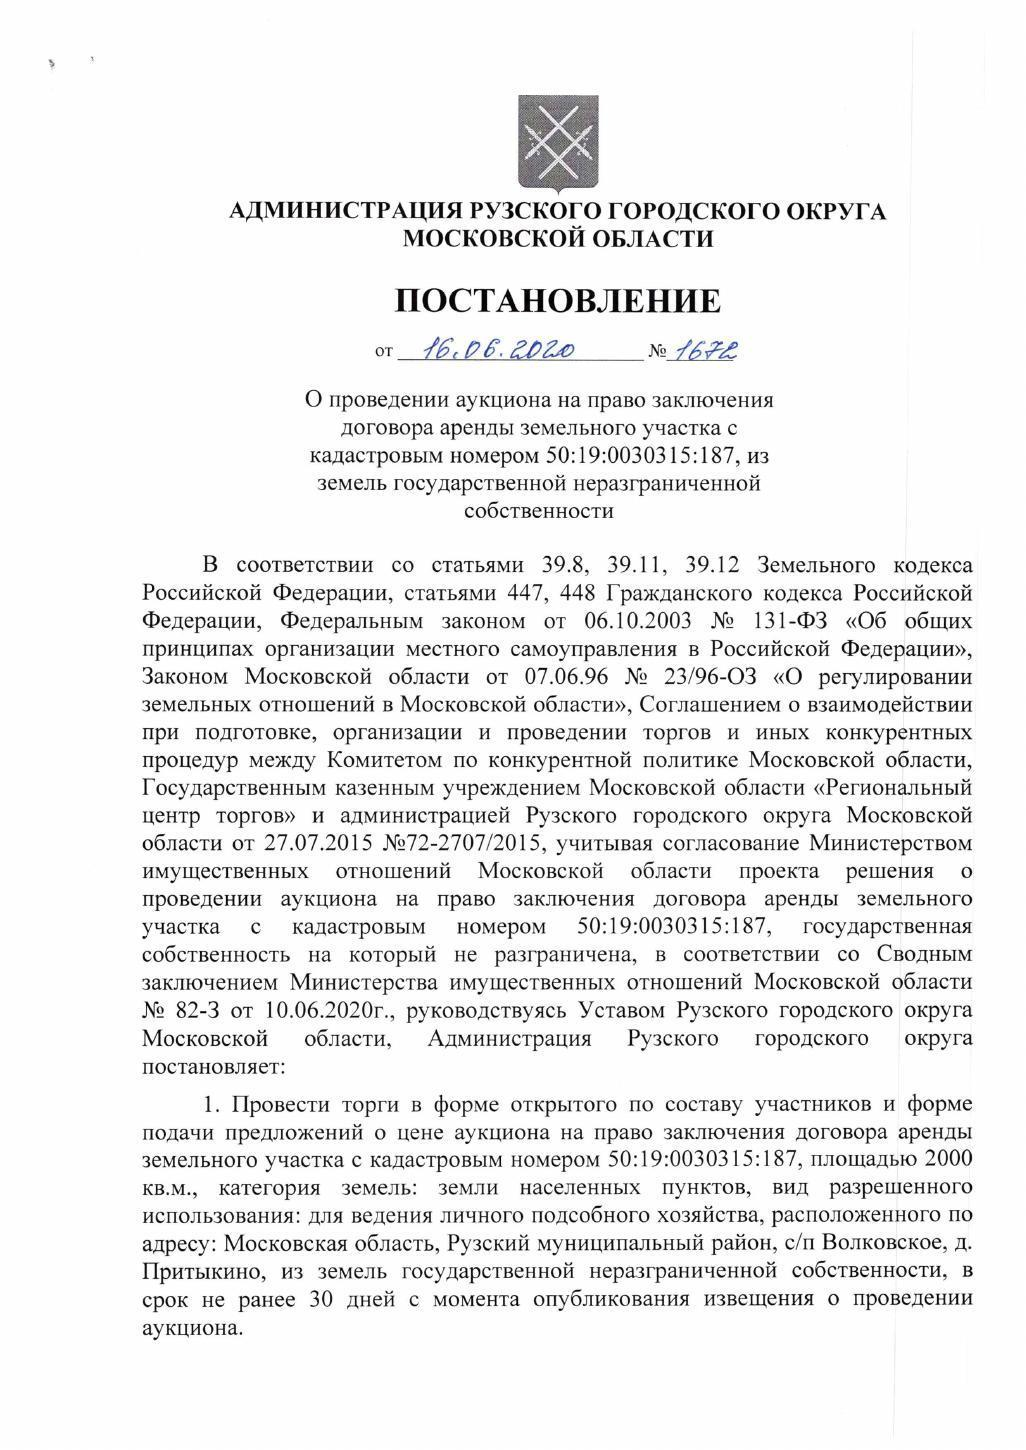 АДМИНИСТРАЦИЯ РУЗСКОГО ГОРОДСКОГО ОКРУГА
МОСКОВСКОЙ ОБЛАСТИ
ПОСТАНОВЛЕНИЕ
от 16.06.2020 № 1672
О проведении аукциона на право заключения
договора аренды земельного участка с
кадастровым номером 50:19:0030315:187, из
земель государственной неразграниченной
собственности
В соответствии со статьями 39.8, 39.11, 39.12 Земельного кодекса
Российской Федерации, статьями 447, 448 Гражданского кодекса Российской
Федерации, Федеральным законом от 06.10.2003 № 131-ФЗ «Об общих
принципах организации местного самоуправления в Российской Федерации»,
Законом Московской области от 07.06.96 № 23/96-ОЗ «О регулировании
земельных отношений в Московской области», Соглашением о взаимодействии
при подготовке, организации и проведении торгов и иных конкурентных
процедур между Комитетом по конкурентной политике Московской области,
Государственным казенным учреждением Московской области «Региональный
центр торгов» и администрацией Рузского городского округа Московской
области от 27.07.2015 №72-2707/2015, учитывая согласование Министерством
имущественных отношений Московской области проекта решения о
проведении аукциона на право заключения договора аренды земельного
участка с кадастровым номером 50:19:0030315:187, государственная
собственность на который не разграничена, в соответствии со Сводным
заключением Министерства имущественных отношений Московской области
№ 82-З от 10.06.2020г., руководствуясь Уставом Рузского городского округа
Московской области, Администрация Рузского городского округа
постановляет:
1. Провести торги в форме открытого по составу участников и форме
подачи предложений о цене аукциона на право заключения договора аренды
земельного участка с кадастровым номером 50:19:0030315:187, площадью 2000
кв.м., категория земель: земли населенных пунктов, вид разрешенного
использования: для ведения личного подсобного хозяйства, расположенного по
адресу: Московская область, Рузский муниципальный район, с/п Волковское, д.
Притыкино, из земель государственной неразграниченной собственности, в
срок не ранее 30 дней с момента опубликования извещения о проведении
аукциона.